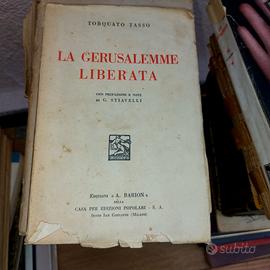 TORQUATO TASSO
LA GERUSALEMME
LIBERATA
CON PREFAZIONE E NOTE
DI G. STIAVELLI
EDIZIONI « A. BARION »
DELLA
CASA PER EDIZIONI POPOLARI - S. A.
SESTO SAN GIOVANNI (MILANO)
subito